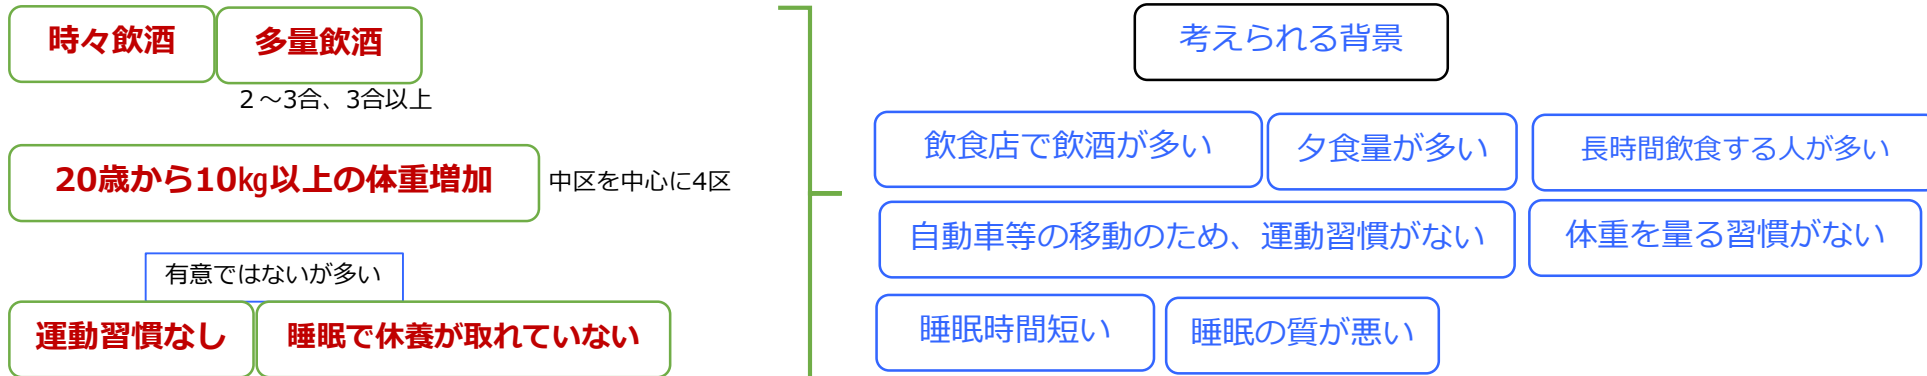 時々飲酒
多量飲酒
２～3合、3合以上
20歳から10㎏以上の体重増加
中区を中心に4区
有意ではないが多い
運動習慣なし
睡眠で休養が取れていない
考えられる背景
飲食店で飲酒が多い
夕食量が多い
長時間飲食する人が多い
自動車等の移動のため、運動習慣がない
体重を量る習慣がない
睡眠時間短い
睡眠の質が悪い